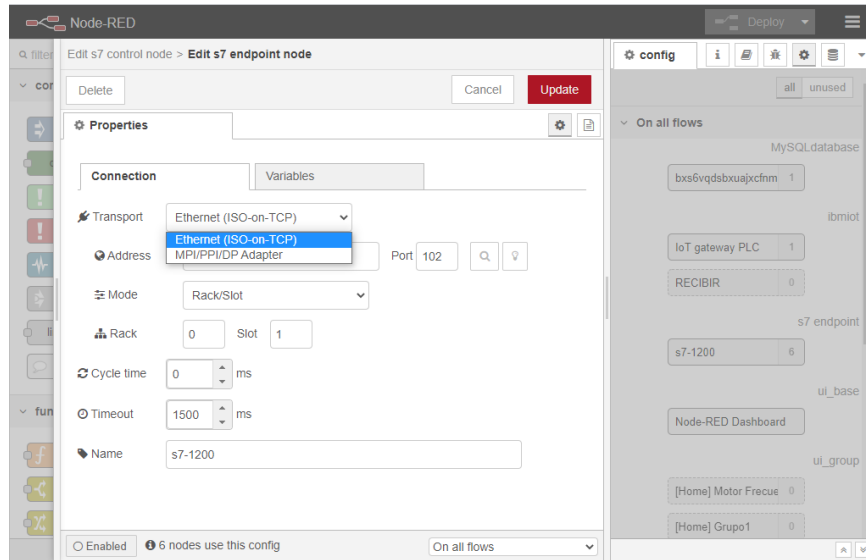 Node-RED
Deploy
filter
Edit s7 control node > Edit s7 endpoint node
config
Delete
Cancel
Update
all
unused
Properties
On all flows
MySQLdatabase
Connection
Variables
bxs6vqdsbxuajxcfnm 1
Transport
Ethernet (ISO-on-TCP)
Ethernet (ISO-on-TCP)
MPI/PPI/DP Adapter
ibmiot
Address
Port 102
IoT gateway PLC 1
Mode
Rack/Slot
RECIBIR 0
Rack 0 Slot 1
s7 endpoint
s7-1200 6
Cycle time 0 ms
ui_base
fun
Timeout 1500 ms
Node-RED Dashboard
Name s7-1200
ui_group
[Home] Motor Frecue 0
[Home] Grupo1 0
Enabled
6 nodes use this config
On all flows